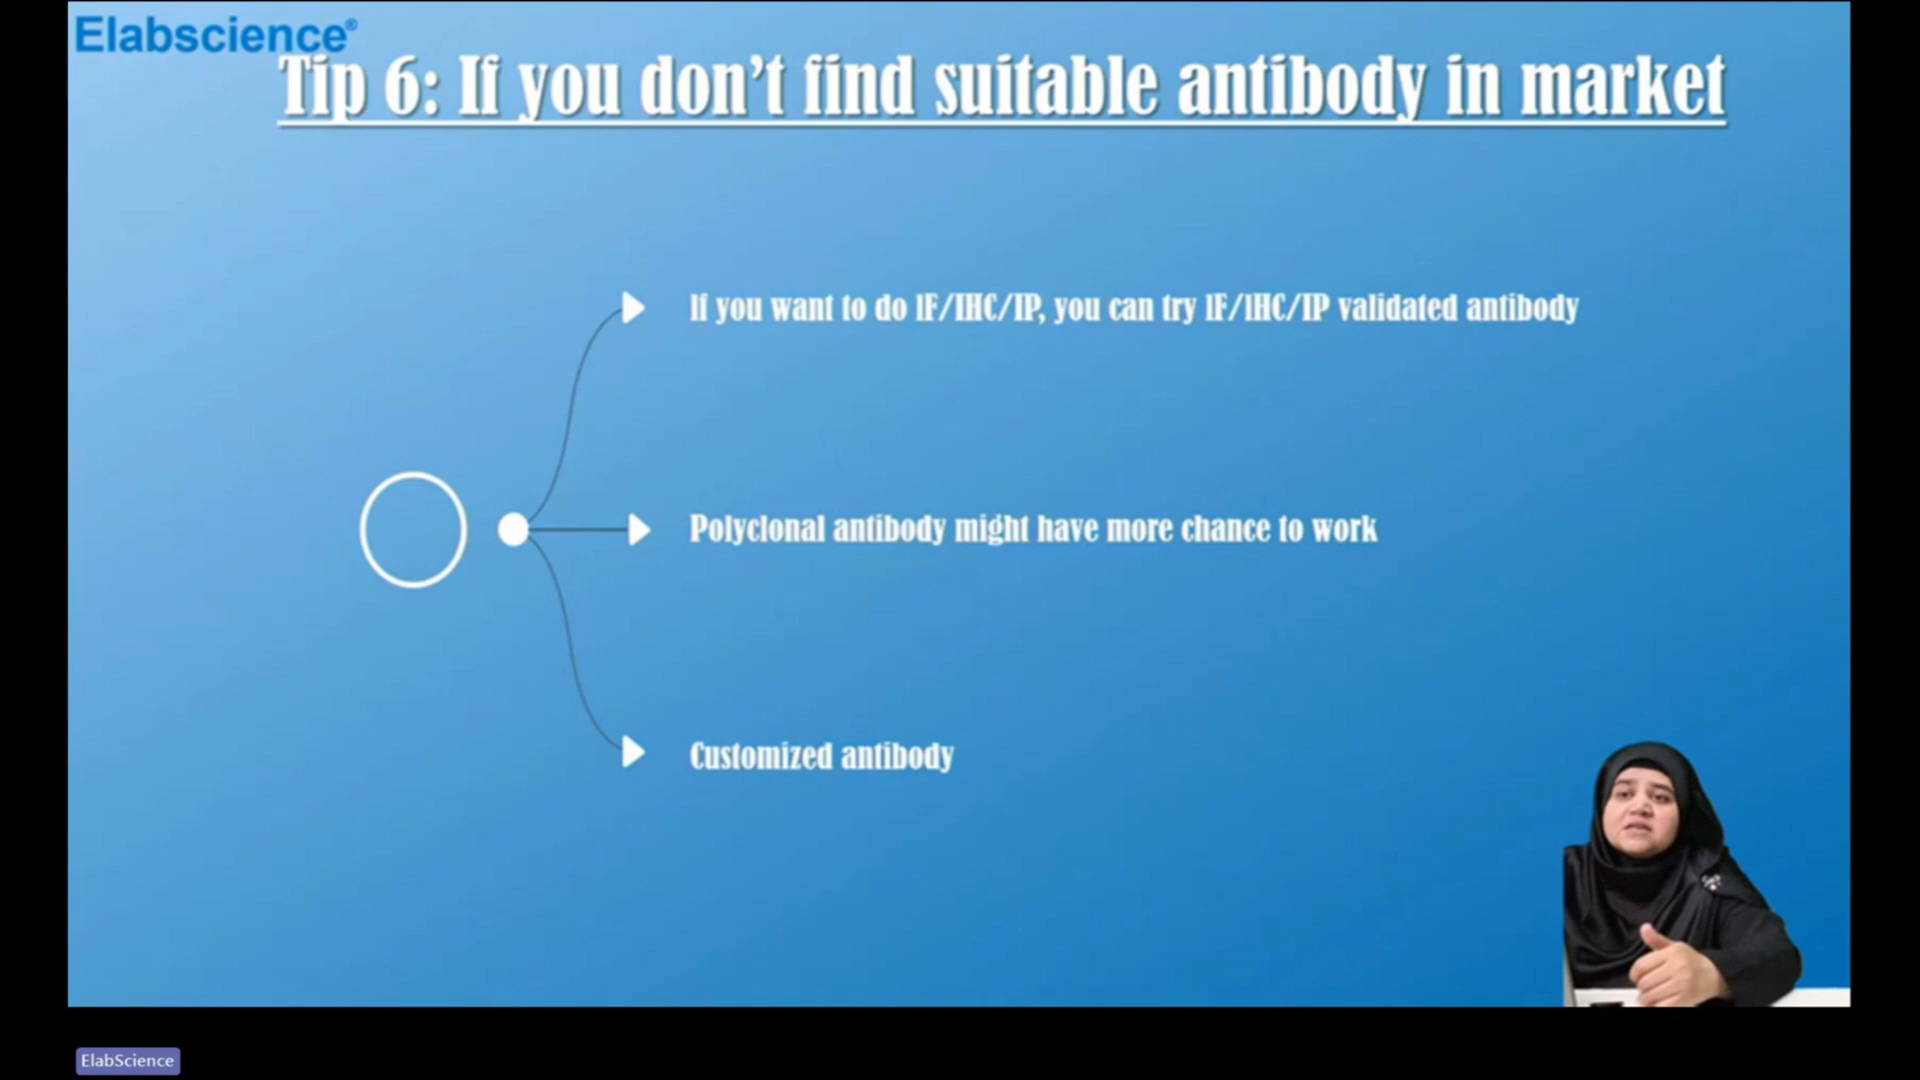 Elabscience®
Tip 6: If you don't find suitable antibody in market
If you want to do IF/IHC/IP, you can try IF/IHC/IP validated antibody
Polyclonal antibody might have more chance to work
Customized antibody
ElabScience